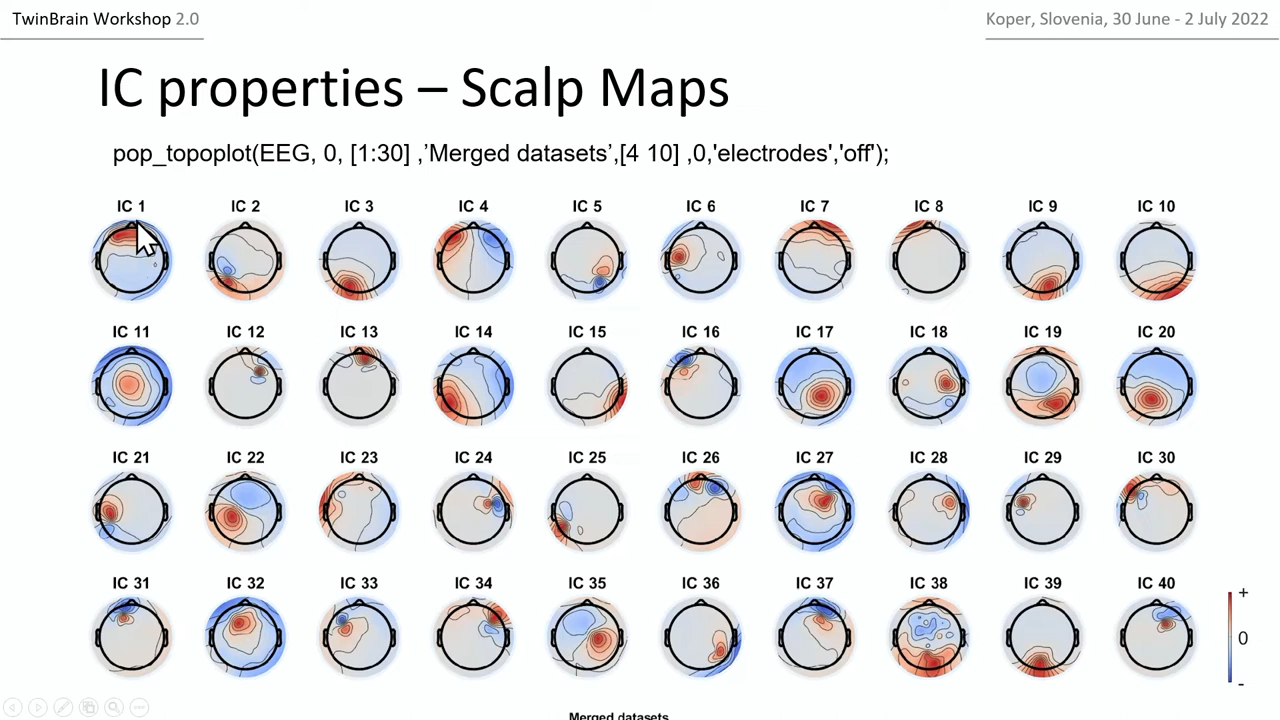 TwinBrain Workshop 2.0
Koper, Slovenia, 30 June - 2 July 2022
IC properties – Scalp Maps
pop_topoplot(EEG, 0, [1:30] ,’Merged datasets’,[4 10] ,0,'electrodes','off');
IC 1 IC 2 IC 3 IC 4 IC 5 IC 6 IC 7 IC 8 IC 9 IC 10
IC 11 IC 12 IC 13 IC 14 IC 15 IC 16 IC 17 IC 18 IC 19 IC 20
IC 21 IC 22 IC 23 IC 24 IC 25 IC 26 IC 27 IC 28 IC 29 IC 30
IC 31 IC 32 IC 33 IC 34 IC 35 IC 36 IC 37 IC 38 IC 39 IC 40
+
0
-
Merged datasets